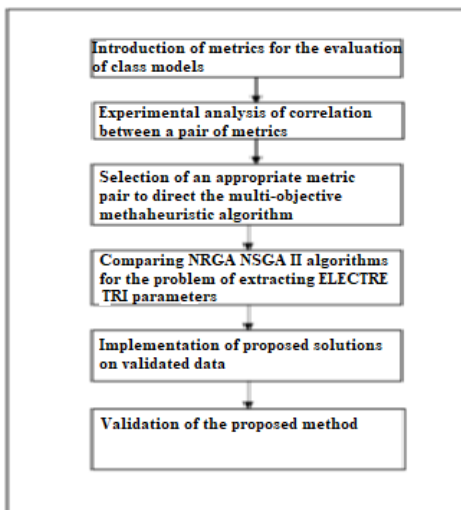 Introduction of metrics for the evaluation
of class models
Experimental analysis of correlation
between a pair of metrics
Selection of an appropriate metric
pair to direct the multi-objective
methaheuristic algorithm
Comparing NRGA NSGA II algorithms
for the problem of extracting ELECTRE
TRI parameters
Implementation of proposed solutions
on validated data
Validation of the proposed method